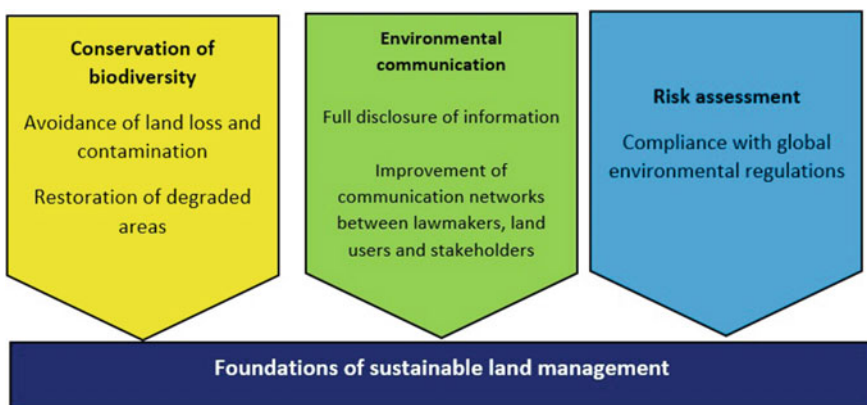 Conservation of
biodiversity
Avoidance of land loss and
contamination
Restoration of degraded
areas
Environmental
communication
Full disclosure of information
Improvement of
communication networks
between lawmakers, land
users and stakeholders
Risk assessment
Compliance with global
environmental regulations
Foundations of sustainable land management